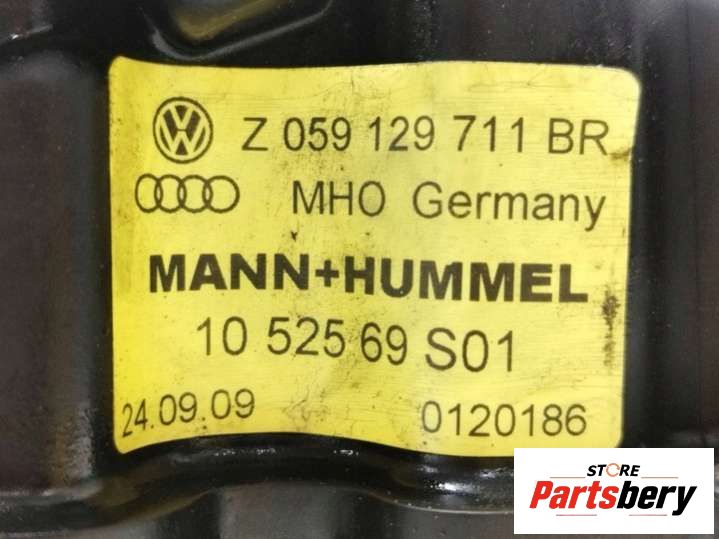 Z 059 129 711 BR
MHO Germany
MANN+HUMMEL
10 525 69 S01
24.09.09 0120186
STORE
Partsbery